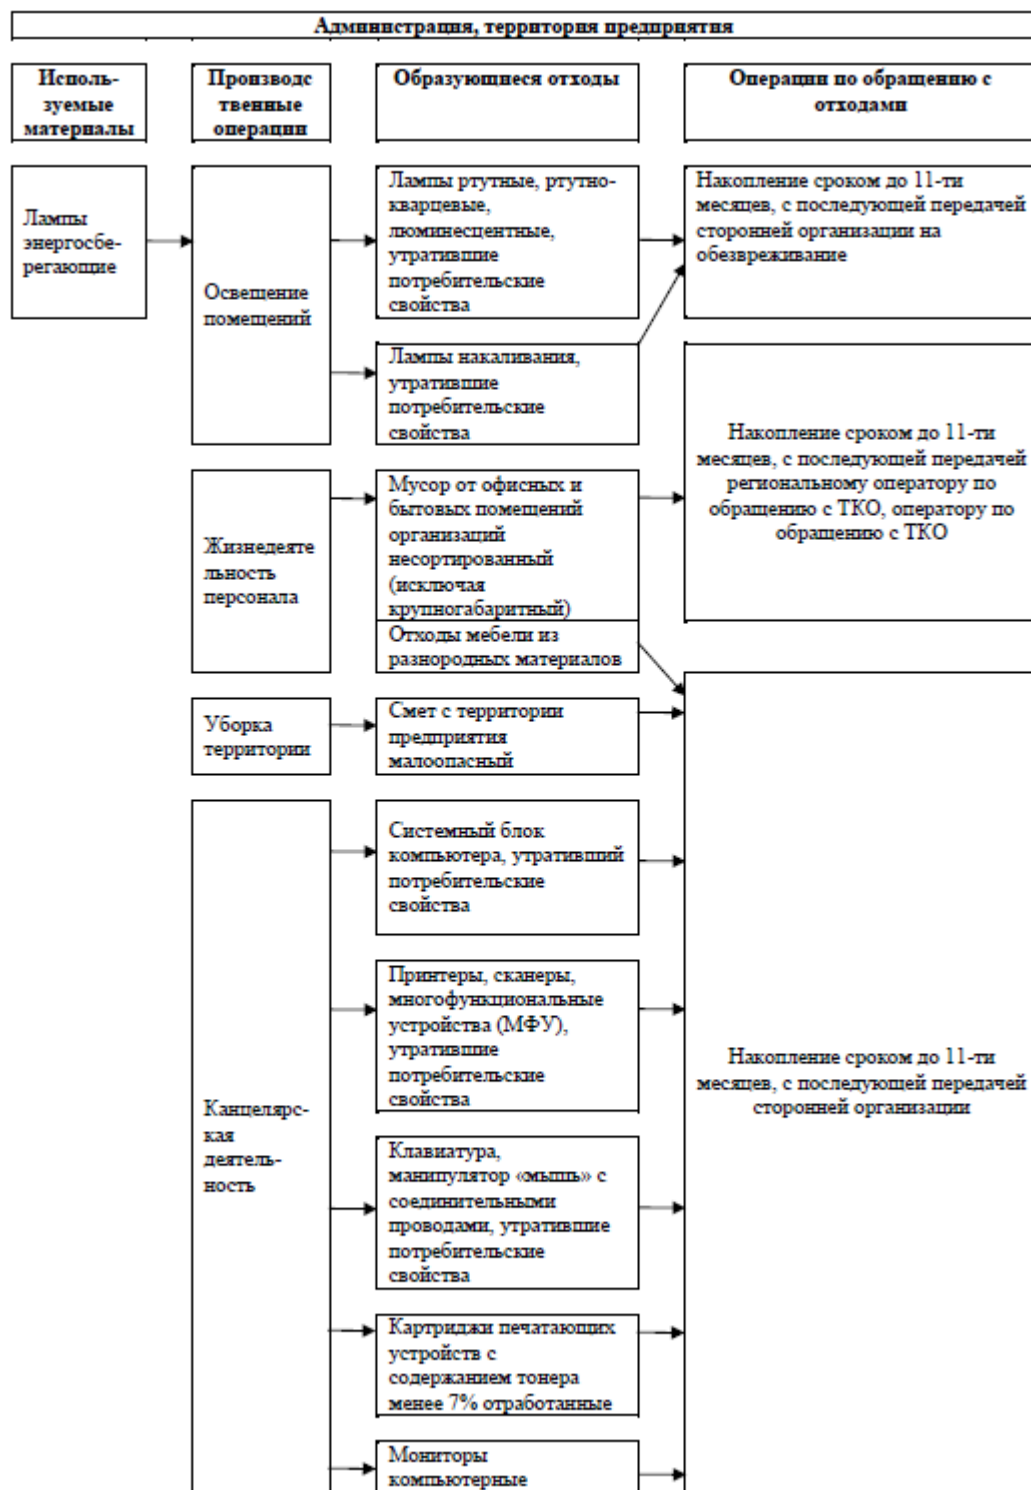 Администрация, территория предприятия
Исполь-
зуемые
материалы
Производс
твенные
операции
Образующиеся отходы
Операции по обращению с
отходами
Лампы
энергосбе-
регающие
Освещение
помещений
Лампы ртутные, ртутно-
кварцевые,
люминесцентные,
утратившие
потребительские
свойства
Накопление сроком до 11-ти
месяцев, с последующей передачей
сторонней организации на
обезвреживание
Лампы накаливания,
утратившие
потребительские
свойства
Накопление сроком до 11-ти
месяцев, с последующей передачей
региональному оператору по
обращению с ТКО, оператору по
обращению с ТКО
Жизнедеяте
льность
персонала
Мусор от офисных и
бытовых помещений
организаций
несортированный
(исключая
крупногабаритный)
Отходы мебели из
разнородных материалов
Уборка
территории
Смет с территории
предприятия
малоопасный
Канцелярс-
кая
деятель-
ность
Системный блок
компьютера, утративший
потребительские
свойства
Принтеры, сканеры,
многофункциональные
устройства (МФУ),
утратившие
потребительские
свойства
Накопление сроком до 11-ти
месяцев, с последующей передачей
сторонней организации
Клавиатура,
манипулятор «мышь» с
соединительными
проводами, утратившие
потребительские
свойства
Картриджи печатающих
устройств с
содержанием тонера
менее 7% отработанные
Мониторы
компьютерные